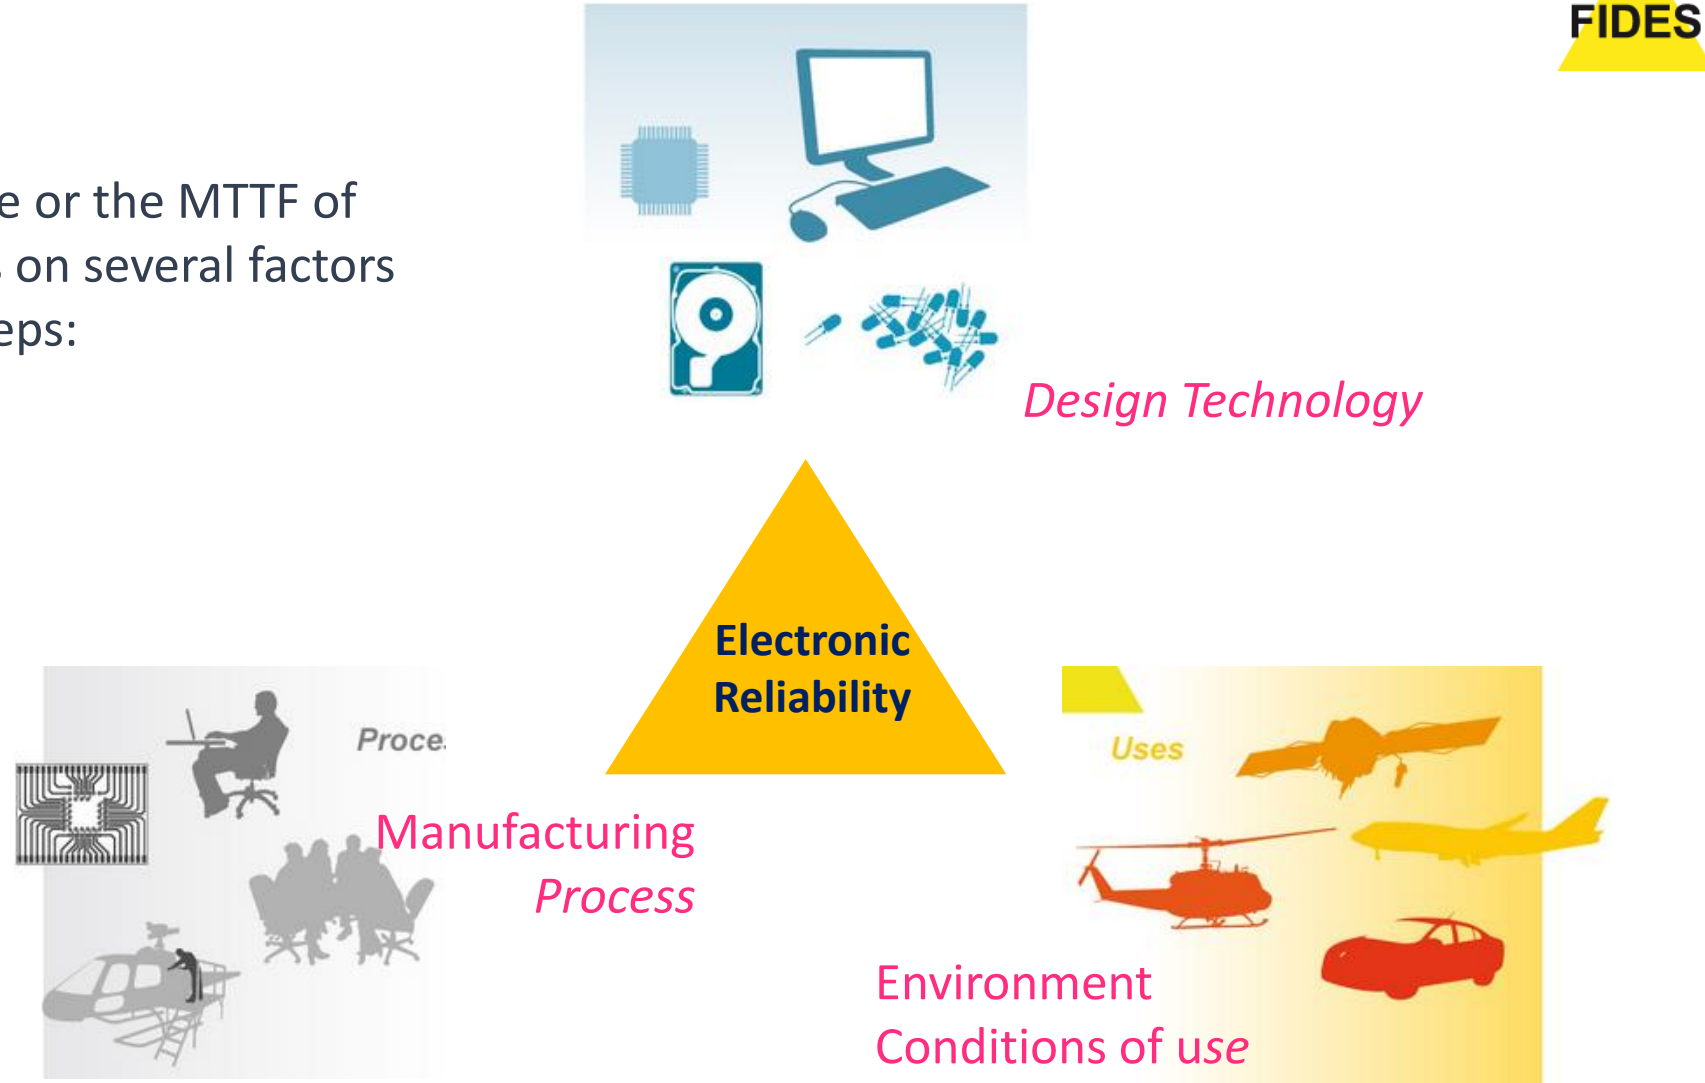 FIDES
e or the MTTF of
s on several factors
eps:
Design Technology
Electronic
Reliability
Proce
Manufacturing
Process
Uses
Environment
Conditions of use